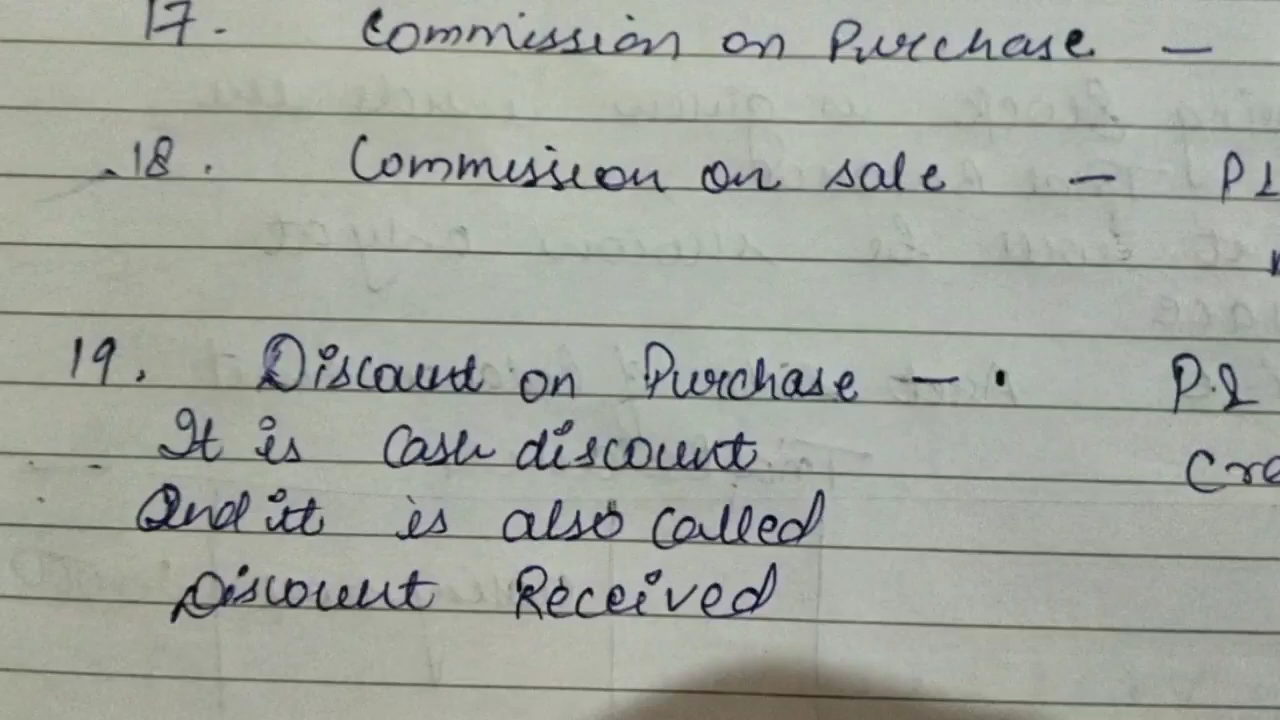 17. Commission on Purchase —
18. Commission on sale — PL
19. Discount on Purchase — . P.L
It is Cash discount Cre
And it is also Called
Discount Received